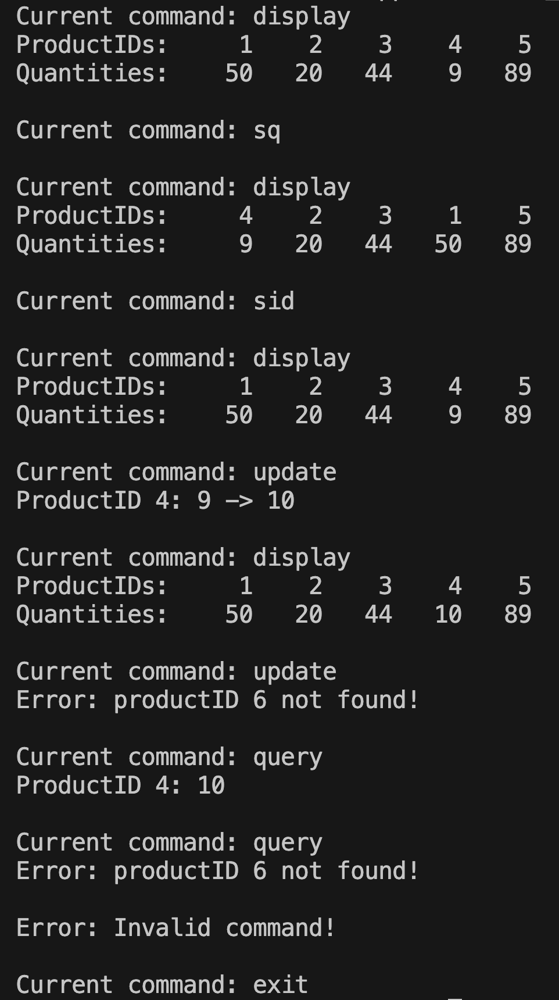 Current command: display
ProductIDs:     1    2    3    4    5
Quantities:    50   20   44    9   89
Current command: sq
Current command: display
ProductIDs:     4    2    3    1    5
Quantities:     9   20   44   50   89
Current command: sid
Current command: display
ProductIDs:     1    2    3    4    5
Quantities:    50   20   44    9   89
Current command: update
ProductID 4: 9 -> 10
Current command: display
ProductIDs:     1    2    3    4    5
Quantities:    50   20   44   10   89
Current command: update
Error: productID 6 not found!
Current command: query
ProductID 4: 10
Current command: query
Error: productID 6 not found!
Error: Invalid command!
Current command: exit